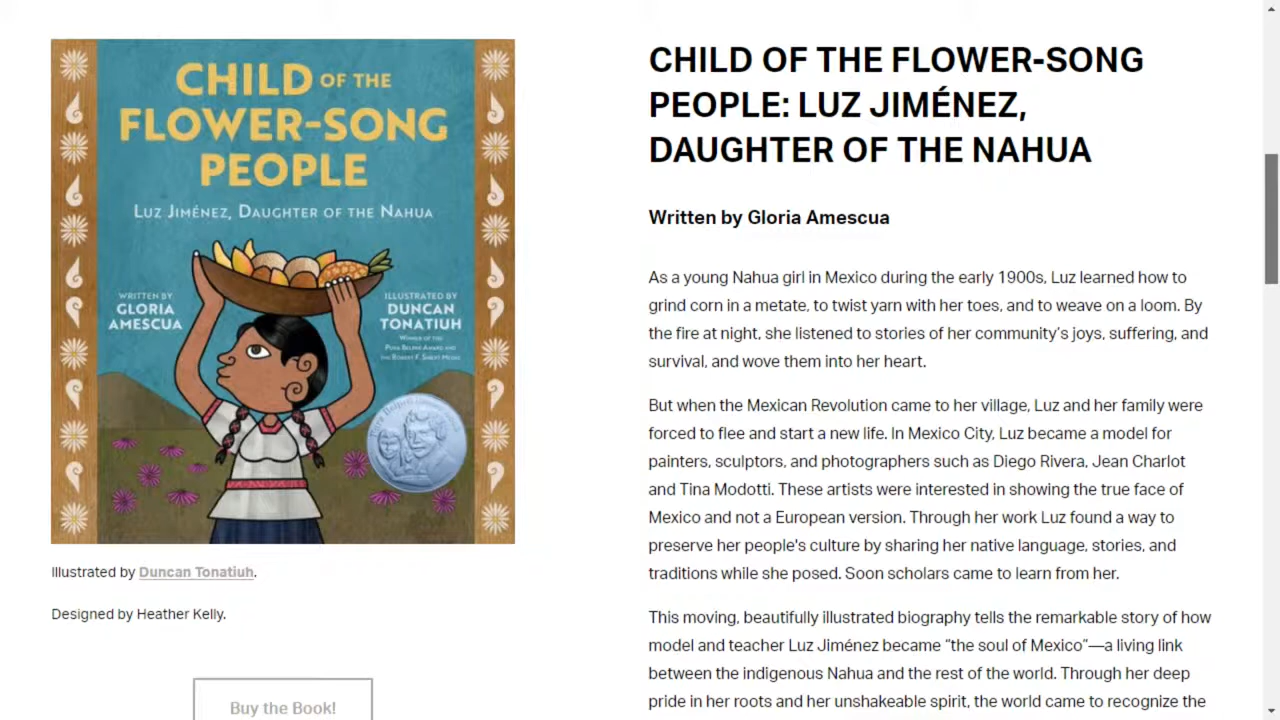 CHILD OF THE
FLOWER-SONG
PEOPLE
LUZ JIMÉNEZ, DAUGHTER OF THE NAHUA
WRITTEN BY
GLORIA
AMESCUA
ILLUSTRATED BY
DUNCAN
TONATIUH
WINNER OF THE
PURA BELPRÉ AWARD AND
THE ROBERT F. SIBERT MEDAL
Illustrated by Duncan Tonatiuh.
Designed by Heather Kelly.
Buy the Book!
CHILD OF THE FLOWER-SONG
PEOPLE: LUZ JIMÉNEZ,
DAUGHTER OF THE NAHUA
Written by Gloria Amescua
As a young Nahua girl in Mexico during the early 1900s, Luz learned how to
grind corn in a metate, to twist yarn with her toes, and to weave on a loom. By
the fire at night, she listened to stories of her community's joys, suffering, and
survival, and wove them into her heart.
But when the Mexican Revolution came to her village, Luz and her family were
forced to flee and start a new life. In Mexico City, Luz became a model for
painters, sculptors, and photographers such as Diego Rivera, Jean Charlot
and Tina Modotti. These artists were interested in showing the true face of
Mexico and not a European version. Through her work Luz found a way to
preserve her people's culture by sharing her native language, stories, and
traditions while she posed. Soon scholars came to learn from her.
This moving, beautifully illustrated biography tells the remarkable story of how
model and teacher Luz Jiménez became “the soul of Mexico”—a living link
between the indigenous Nahua and the rest of the world. Through her deep
pride in her roots and her unshakeable spirit, the world came to recognize the